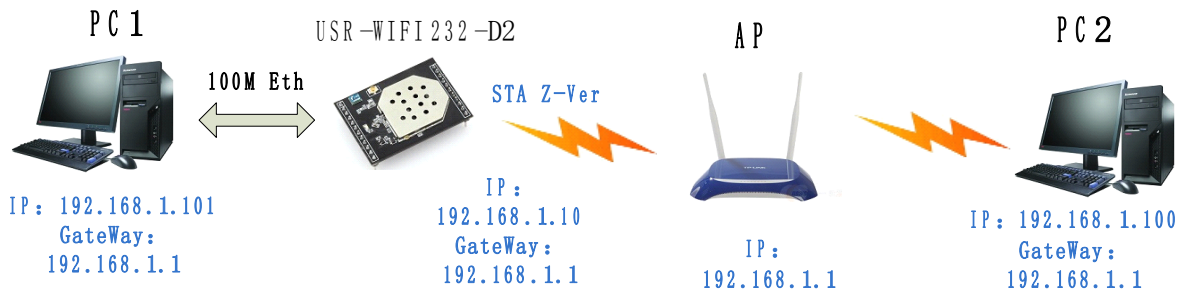 PC1
100M Eth
IP: 192.168.1.101
GateWay:
192.168.1.1
USR-WIFI232-D2
STA Z-Ver
IP:
192.168.1.10
GateWay:
192.168.1.1
AP
IP:
192.168.1.1
PC2
IP: 192.168.1.100
GateWay:
192.168.1.1